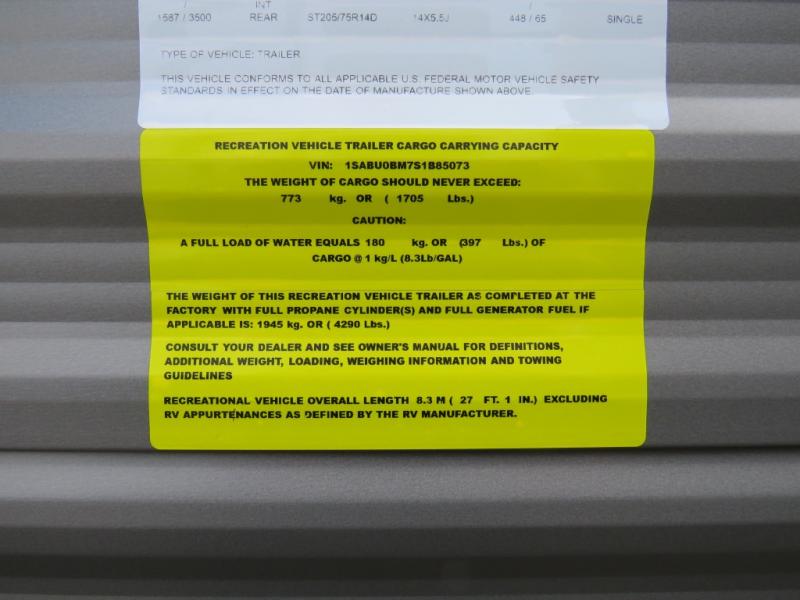 / INT /
1587 / 3500 REAR ST205/75R14D 14X5.5J 448 / 65 SINGLE
TYPE OF VEHICLE: TRAILER
THIS VEHICLE CONFORMS TO ALL APPLICABLE U.S. FEDERAL MOTOR VEHICLE SAFETY
STANDARDS IN EFFECT ON THE DATE OF MANUFACTURE SHOWN ABOVE.
RECREATION VEHICLE TRAILER CARGO CARRYING CAPACITY
VIN: 1SABU0BM7S1B85073
THE WEIGHT OF CARGO SHOULD NEVER EXCEED:
773 kg. OR ( 1705 Lbs.)
CAUTION:
A FULL LOAD OF WATER EQUALS 180 kg. OR (397 Lbs.) OF
CARGO @ 1 kg/L (8.3Lb/GAL)
THE WEIGHT OF THIS RECREATION VEHICLE TRAILER AS COMPLETED AT THE
FACTORY WITH FULL PROPANE CYLINDER(S) AND FULL GENERATOR FUEL IF
APPLICABLE IS: 1945 kg. OR ( 4290 Lbs.)
CONSULT YOUR DEALER AND SEE OWNER'S MANUAL FOR DEFINITIONS,
ADDITIONAL WEIGHT, LOADING, WEIGHING INFORMATION AND TOWING
GUIDELINES
RECREATIONAL VEHICLE OVERALL LENGTH 8.3 M ( 27 FT. 1 IN.) EXCLUDING
RV APPURTENANCES AS DEFINED BY THE RV MANUFACTURER.